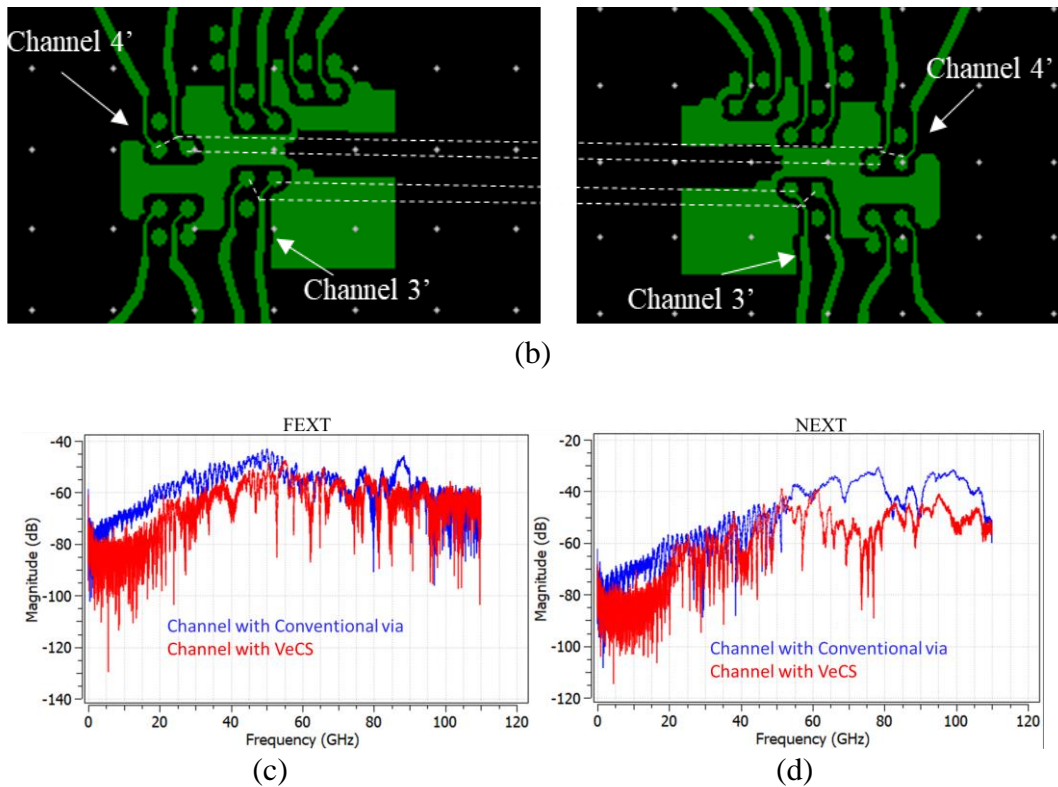 Channel 4’
Channel 3’
Channel 4’
Channel 3’
(b)
FEXT
-40
-60
-80
-100
-120
-140
Magnitude (dB)
Channel with Conventional via
Channel with VeCS
0 20 40 60 80 100 120
Frequency (GHz)
(c)
NEXT
-20
-40
-60
-80
-100
-120
Magnitude (dB)
Channel with Conventional via
Channel with VeCS
0 20 40 60 80 100 120
Frequency (GHz)
(d)